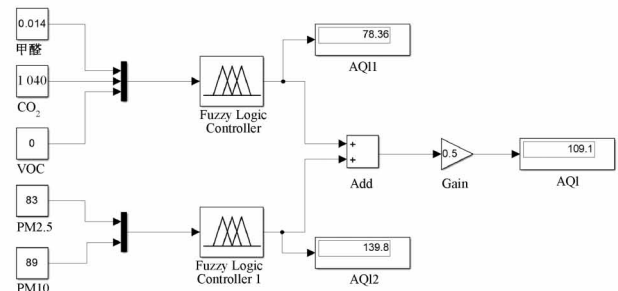 0.014
甲醛
1 040
CO₂
0
VOC
83
PM2.5
89
PM10
Fuzzy Logic
Controller
Fuzzy Logic
Controller 1
78.36
AQI1
+
+
Add
0.5
Gain
109.1
AQI
139.8
AQI2